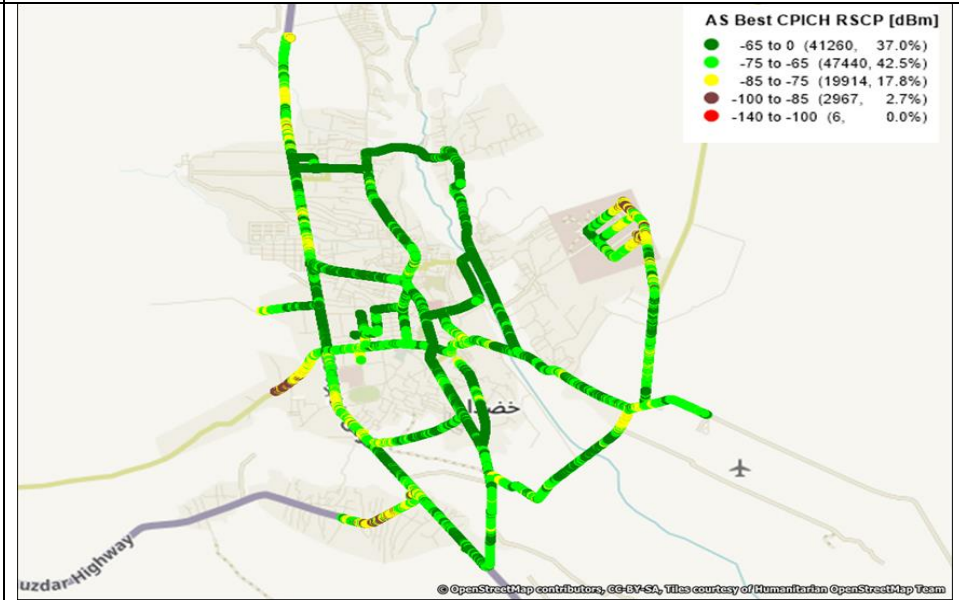 AS Best CPICH RSCP [dBm]
-65 to 0 (41260, 37.0%)
-75 to -65 (47440, 42.5%)
-85 to -75 (19914, 17.8%)
-100 to -85 (2967, 2.7%)
-140 to -100 (6, 0.0%)
uzdar-Highway
© OpenStreetMap contributors, CC-BY-SA, Tiles courtesy of Humanitarian OpenStreetMap Team